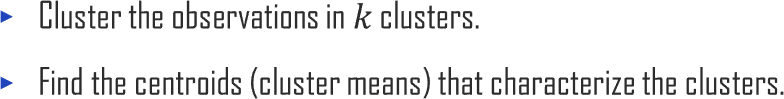 ▸ Cluster the observations in k clusters.
▸ Find the centroids (cluster means) that characterize the clusters.